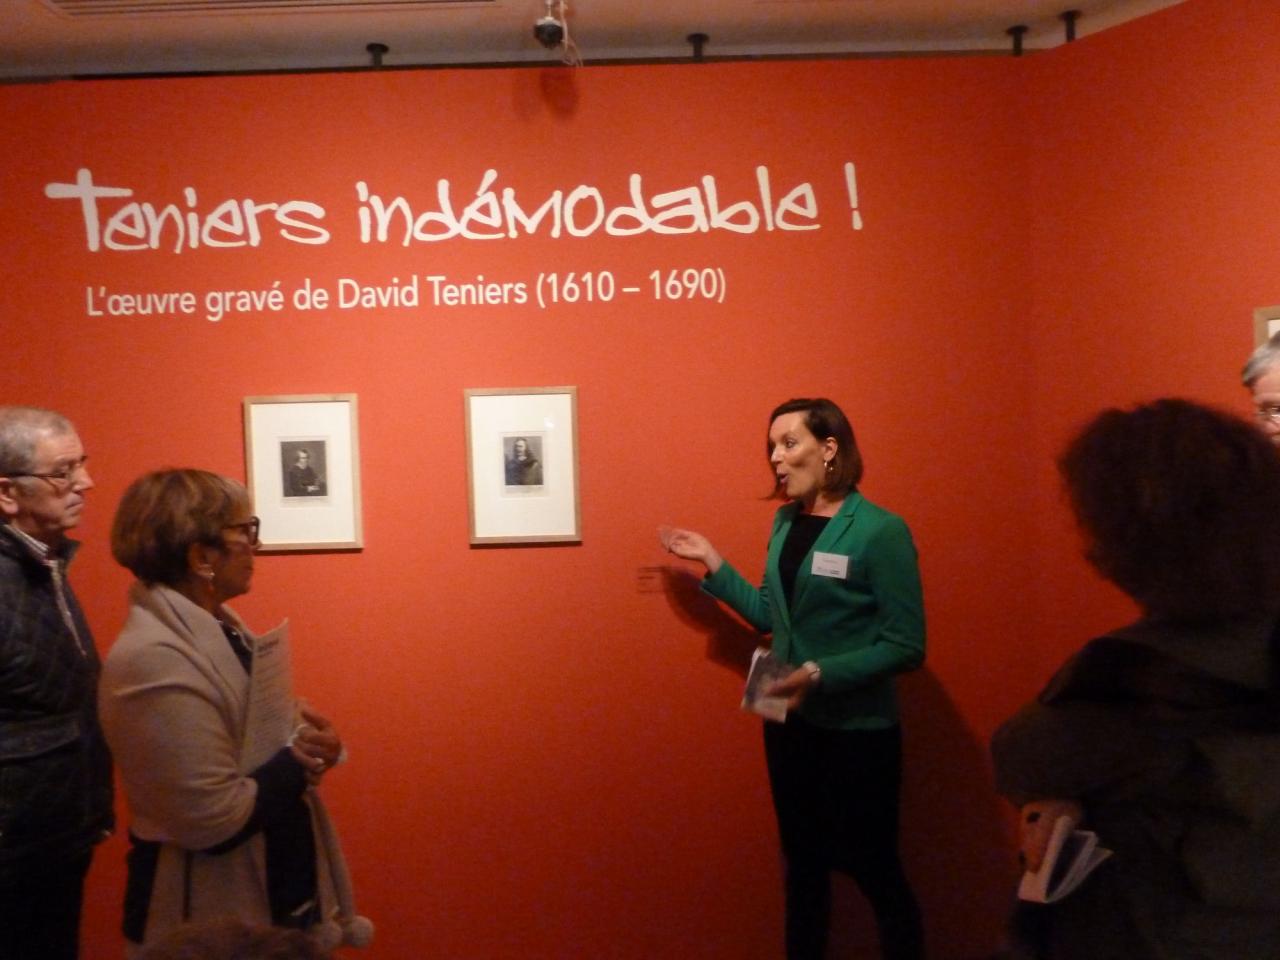 Teniers indémodable !
L'œuvre gravé de David Teniers (1610 – 1690)